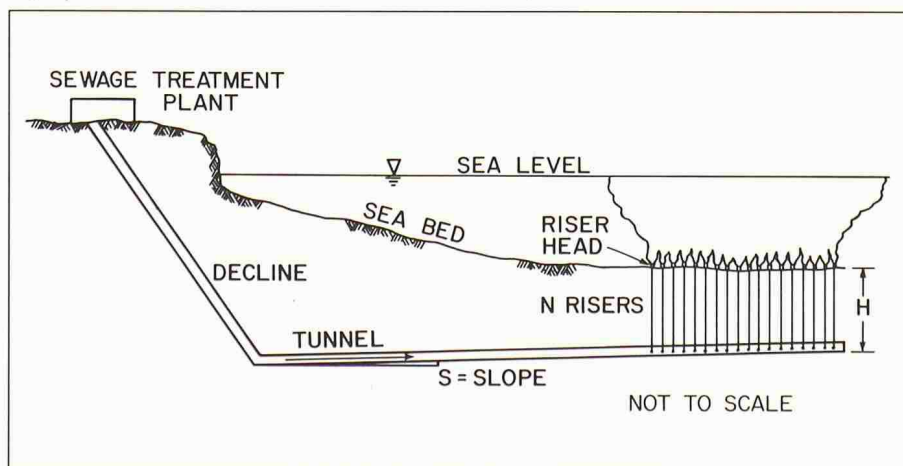 SEWAGE TREATMENT
PLANT
SEA LEVEL
SEA BED
RISER
HEAD
DECLINE
N RISERS
H
TUNNEL
S = SLOPE
NOT TO SCALE